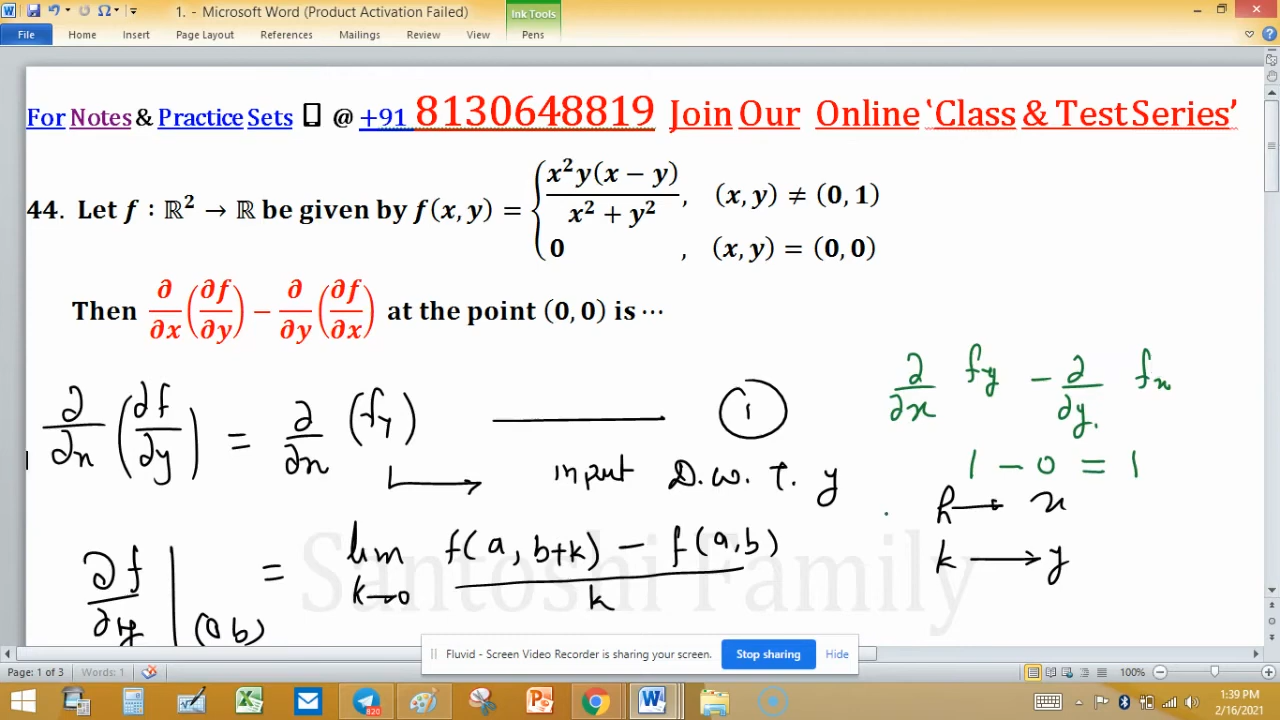 1. - Microsoft Word (Product Activation Failed)
Ink Tools
File Home Insert Page Layout References Mailings Review View Pens
For Notes & Practice Sets @ +91 8130648819 Join Our Online 'Class & Test Series'
44. Let f : ℝ² → ℝ be given by f(x, y) = { x²y(x − y) / x² + y² , (x, y) ≠ (0, 1)
0 , (x, y) = (0, 0)
Then ∂/∂x (∂f/∂y) − ∂/∂y (∂f/∂x) at the point (0, 0) is ⋯
∂/∂x fy − ∂/∂y fx
∂/∂x (∂f/∂y) = ∂/∂x (fy) ——— 1
1 − 0 = 1
input D.W.T. y
h → x
∂f/∂y |(a b) = lim k→0 f(a, b+k) − f(a,b) / k
k → y
Santoshi Family
Fluvid - Screen Video Recorder is sharing your screen. Stop sharing Hide
Page: 1 of 3 Words: 1 100%
820
1:39 PM
2/16/2021